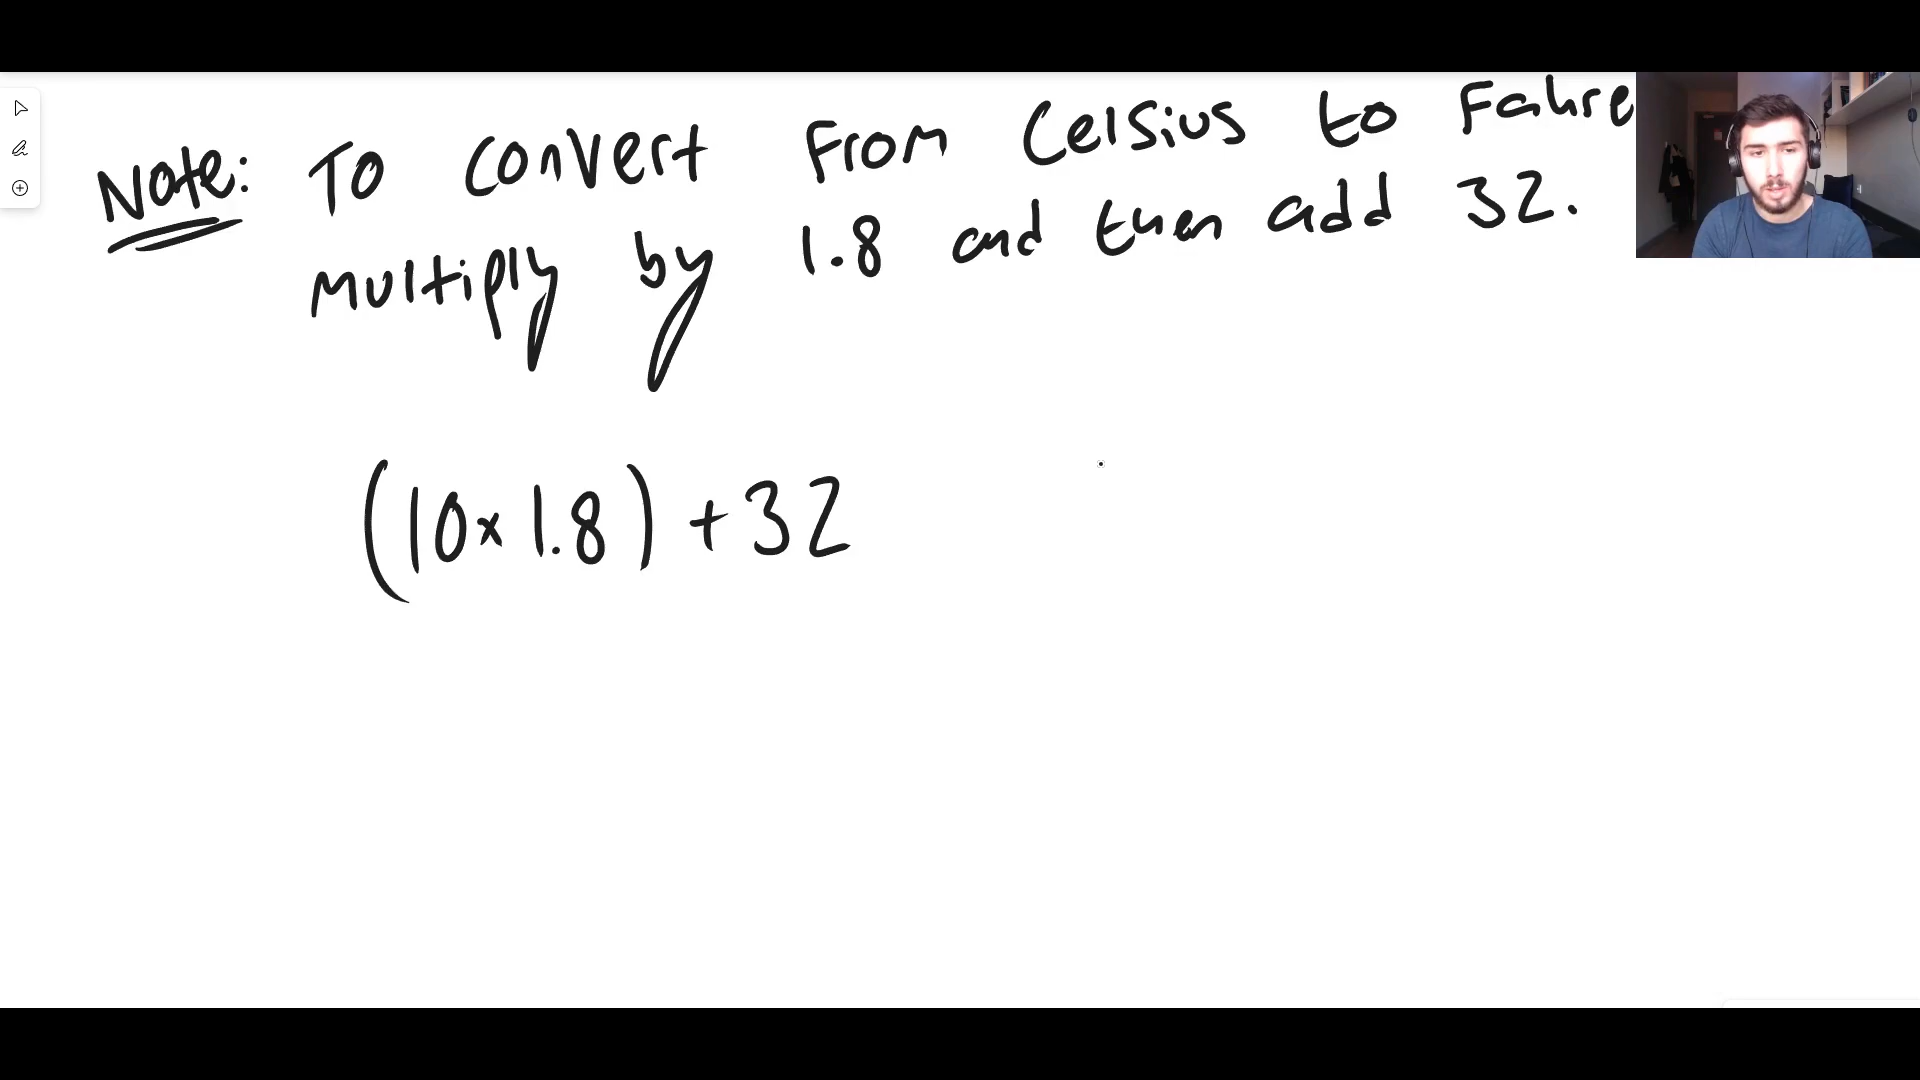 Note: To convert From Celsius to Fahre
multiply by 1.8 and then add 32.
(10 × 1.8) + 32